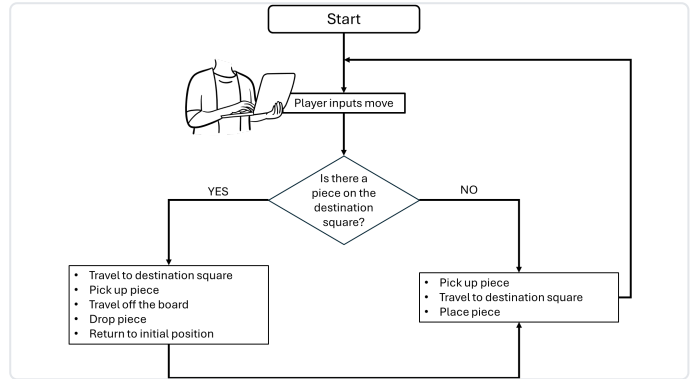 Start
Player inputs move
Is there a
piece on the
destination
square?
YES
NO
• Travel to destination square
• Pick up piece
• Travel off the board
• Drop piece
• Return to initial position
• Pick up piece
• Travel to destination square
• Place piece